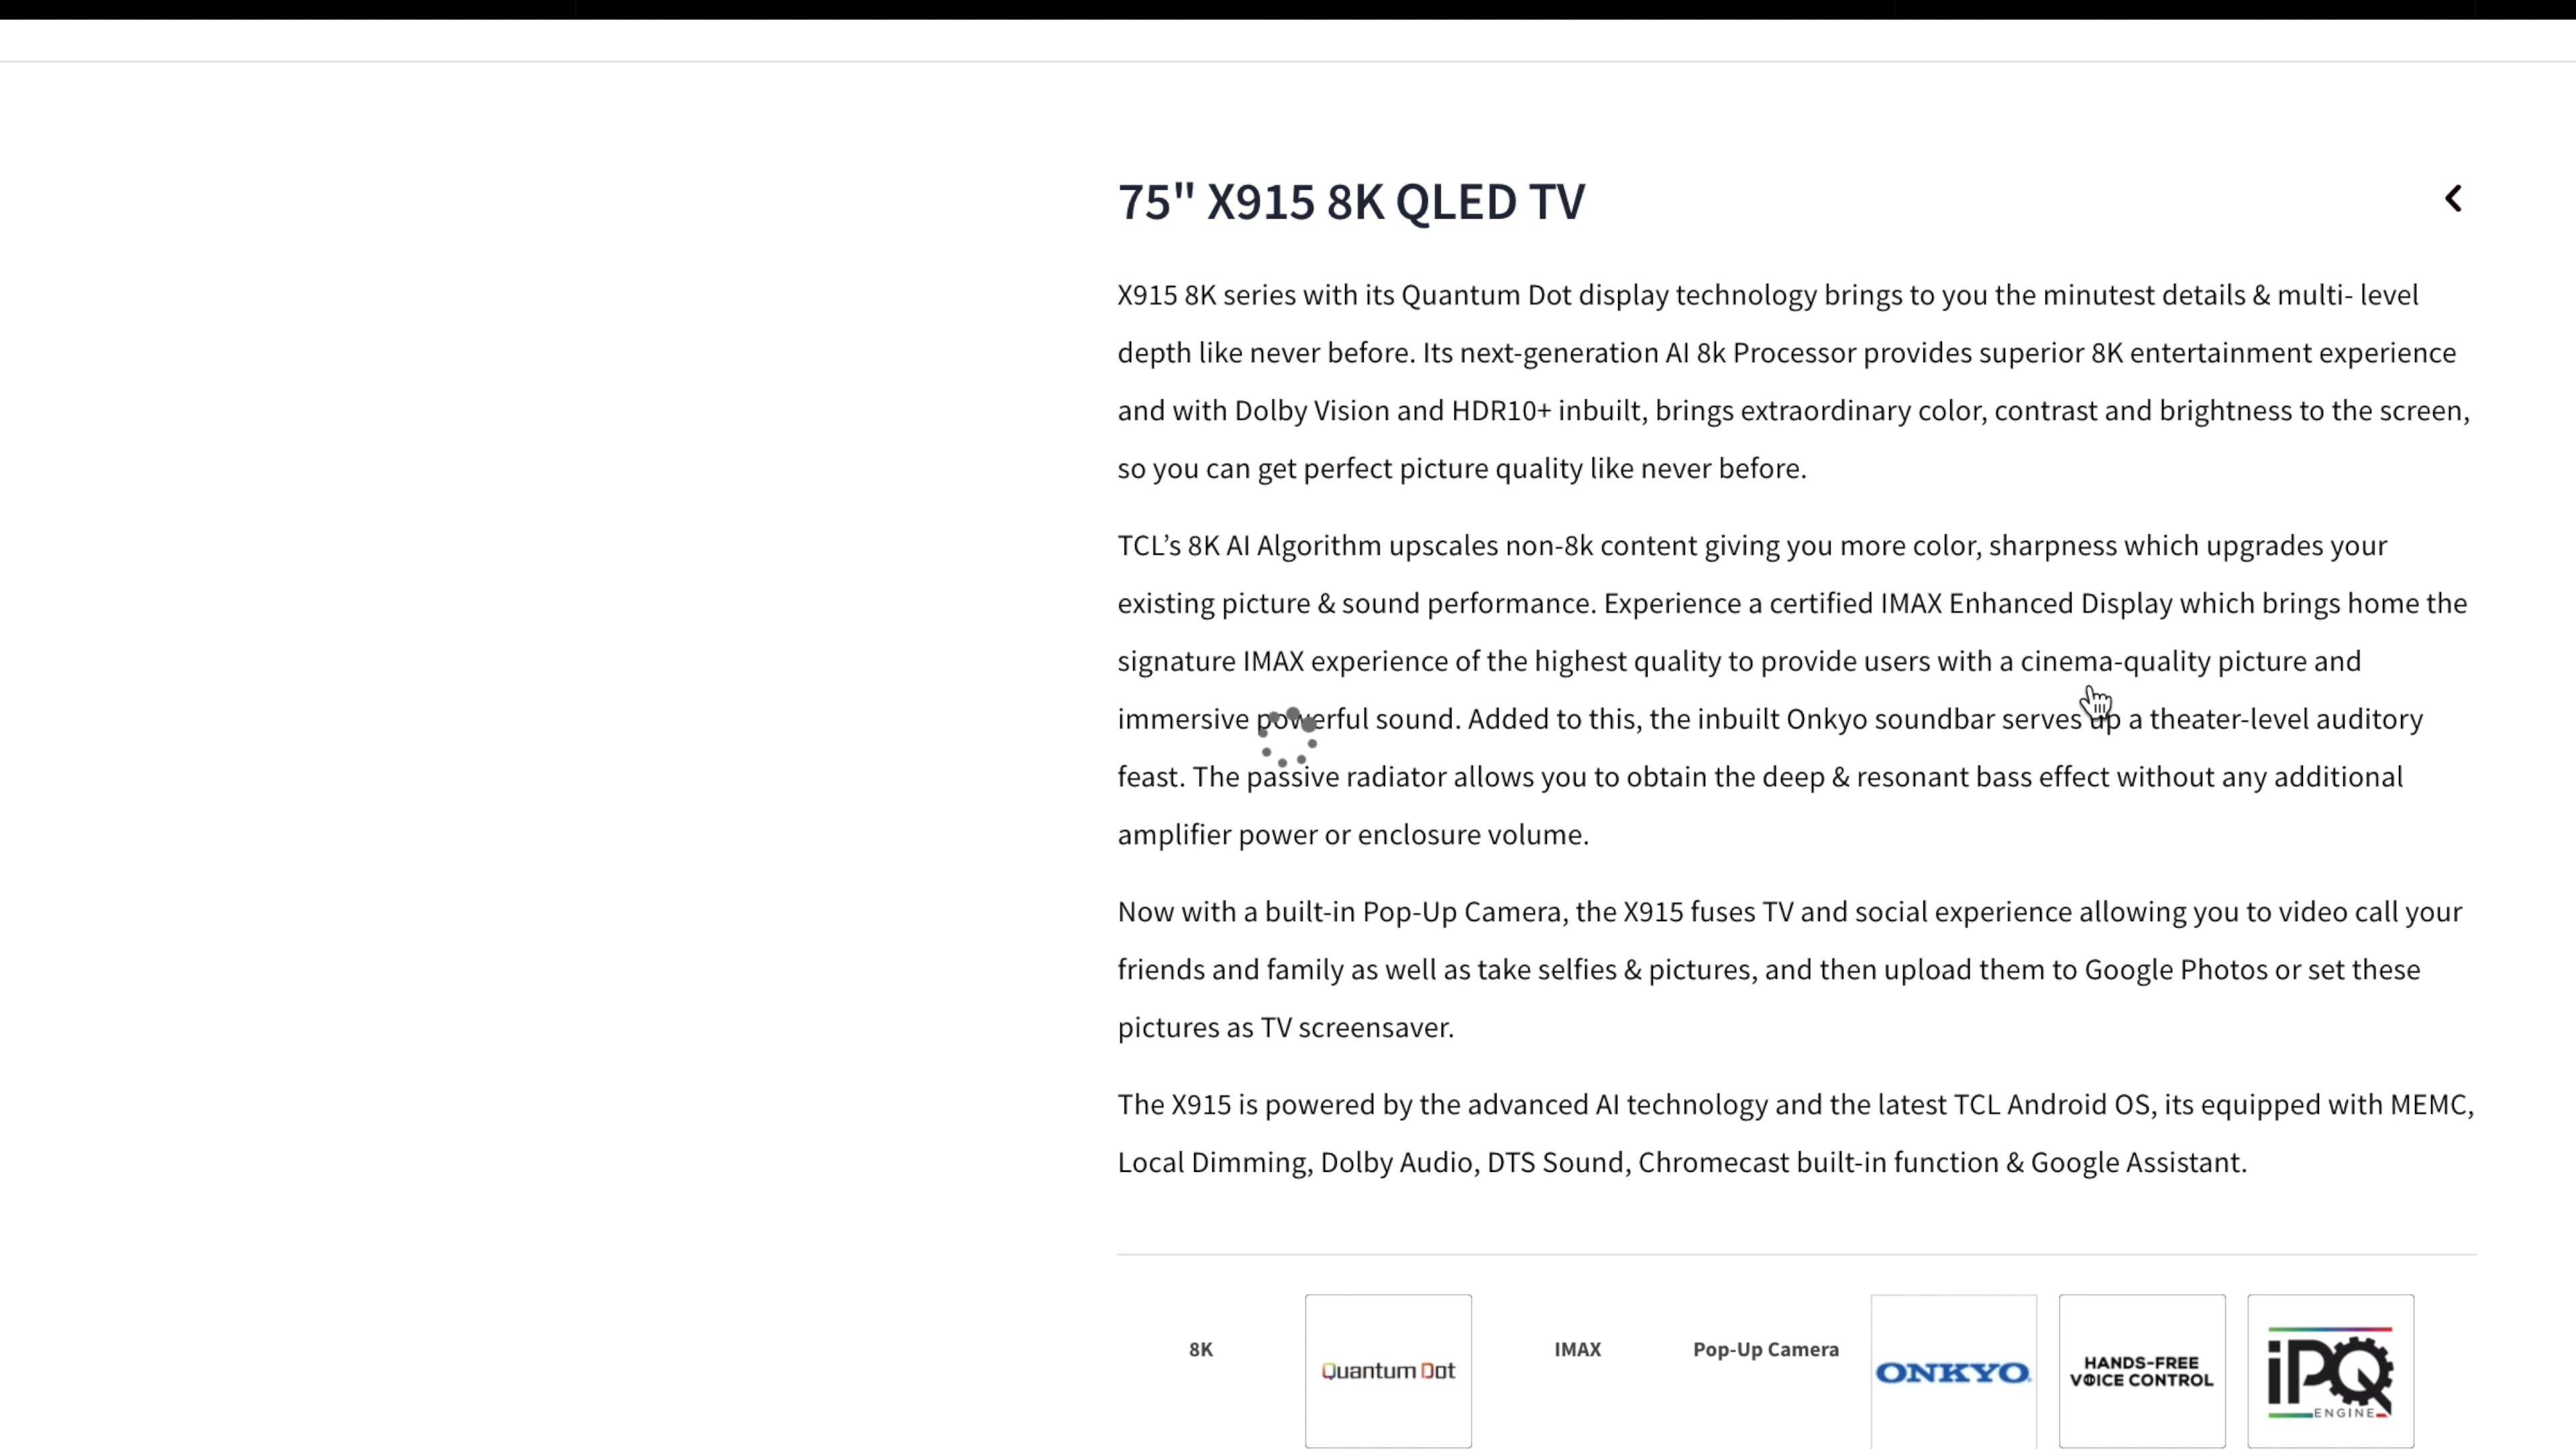 75" X915 8K QLED TV
X915 8K series with its Quantum Dot display technology brings to you the minutest details & multi- level
depth like never before. Its next-generation AI 8k Processor provides superior 8K entertainment experience
and with Dolby Vision and HDR10+ inbuilt, brings extraordinary color, contrast and brightness to the screen,
so you can get perfect picture quality like never before.
TCL’s 8K AI Algorithm upscales non-8k content giving you more color, sharpness which upgrades your
existing picture & sound performance. Experience a certified IMAX Enhanced Display which brings home the
signature IMAX experience of the highest quality to provide users with a cinema-quality picture and
immersive powerful sound. Added to this, the inbuilt Onkyo soundbar serves up a theater-level auditory
feast. The passive radiator allows you to obtain the deep & resonant bass effect without any additional
amplifier power or enclosure volume.
Now with a built-in Pop-Up Camera, the X915 fuses TV and social experience allowing you to video call your
friends and family as well as take selfies & pictures, and then upload them to Google Photos or set these
pictures as TV screensaver.
The X915 is powered by the advanced AI technology and the latest TCL Android OS, its equipped with MEMC,
Local Dimming, Dolby Audio, DTS Sound, Chromecast built-in function & Google Assistant.
8K
Quantum Dot
IMAX
Pop-Up Camera
ONKYO
HANDS-FREE
VOICE CONTROL
iPQ
ENGINE